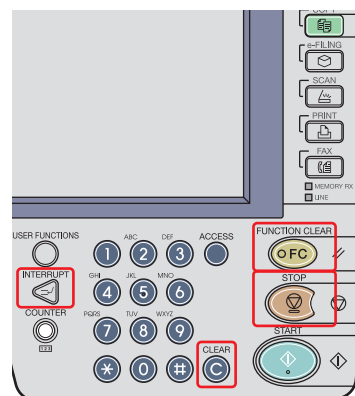 COPY
e-FILING
SCAN
PRINT
FAX
MEMORY RX
LINE
USER FUNCTIONS
ABC
DEF
ACCESS
FUNCTION CLEAR
1
2
3
FC
INTERRUPT
GHI
JKL
MNO
STOP
4
5
6
COUNTER
PQRS
TUV
WXYZ
7
8
9
START
CLEAR
*
0
#
C